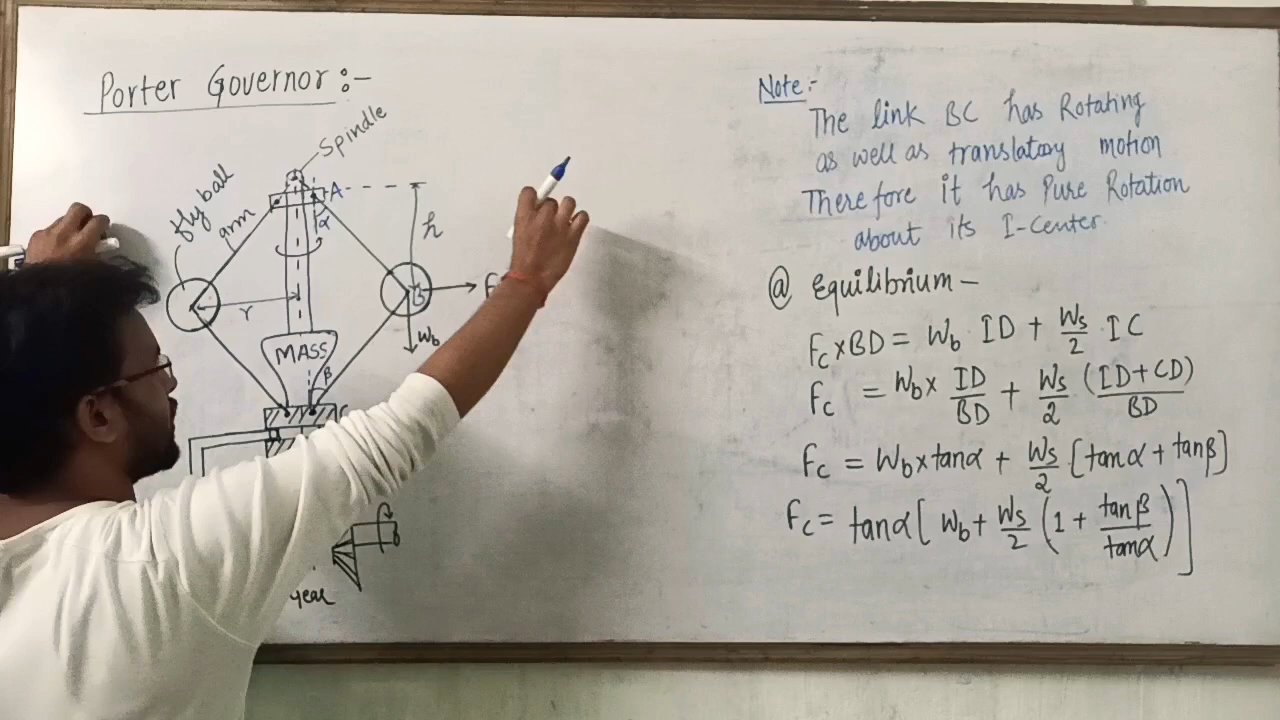 Porter Governor :-
Spindle
fly ball
arm
A
α
h
r
B
F
Wb
MASS
β
C
year
Note:-
The link BC has Rotating
as well as translatory motion
Therefore it has Pure Rotation
about its I-Center.
@ Equilibrium -
Fc×BD = Wb ID + Ws/2 · IC
Fc = Wb× ID/BD + Ws/2 (ID+CD)/BD
Fc = Wb×tanα + Ws/2 [tanα + tanβ]
Fc = tanα[ Wb + Ws/2 (1 + tanβ/tanα)]